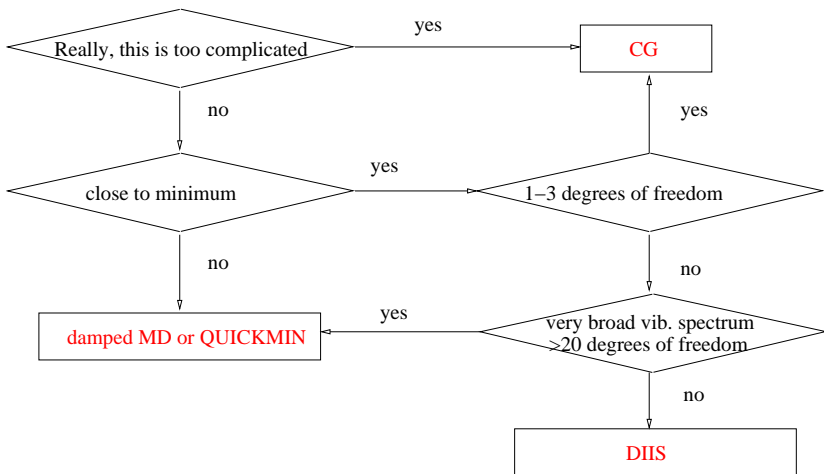 yes
Really, this is too complicated
CG
no
yes
yes
close to minimum
1–3 degrees of freedom
no
no
yes
very broad vib. spectrum
>20 degrees of freedom
damped MD or QUICKMIN
no
DIIS